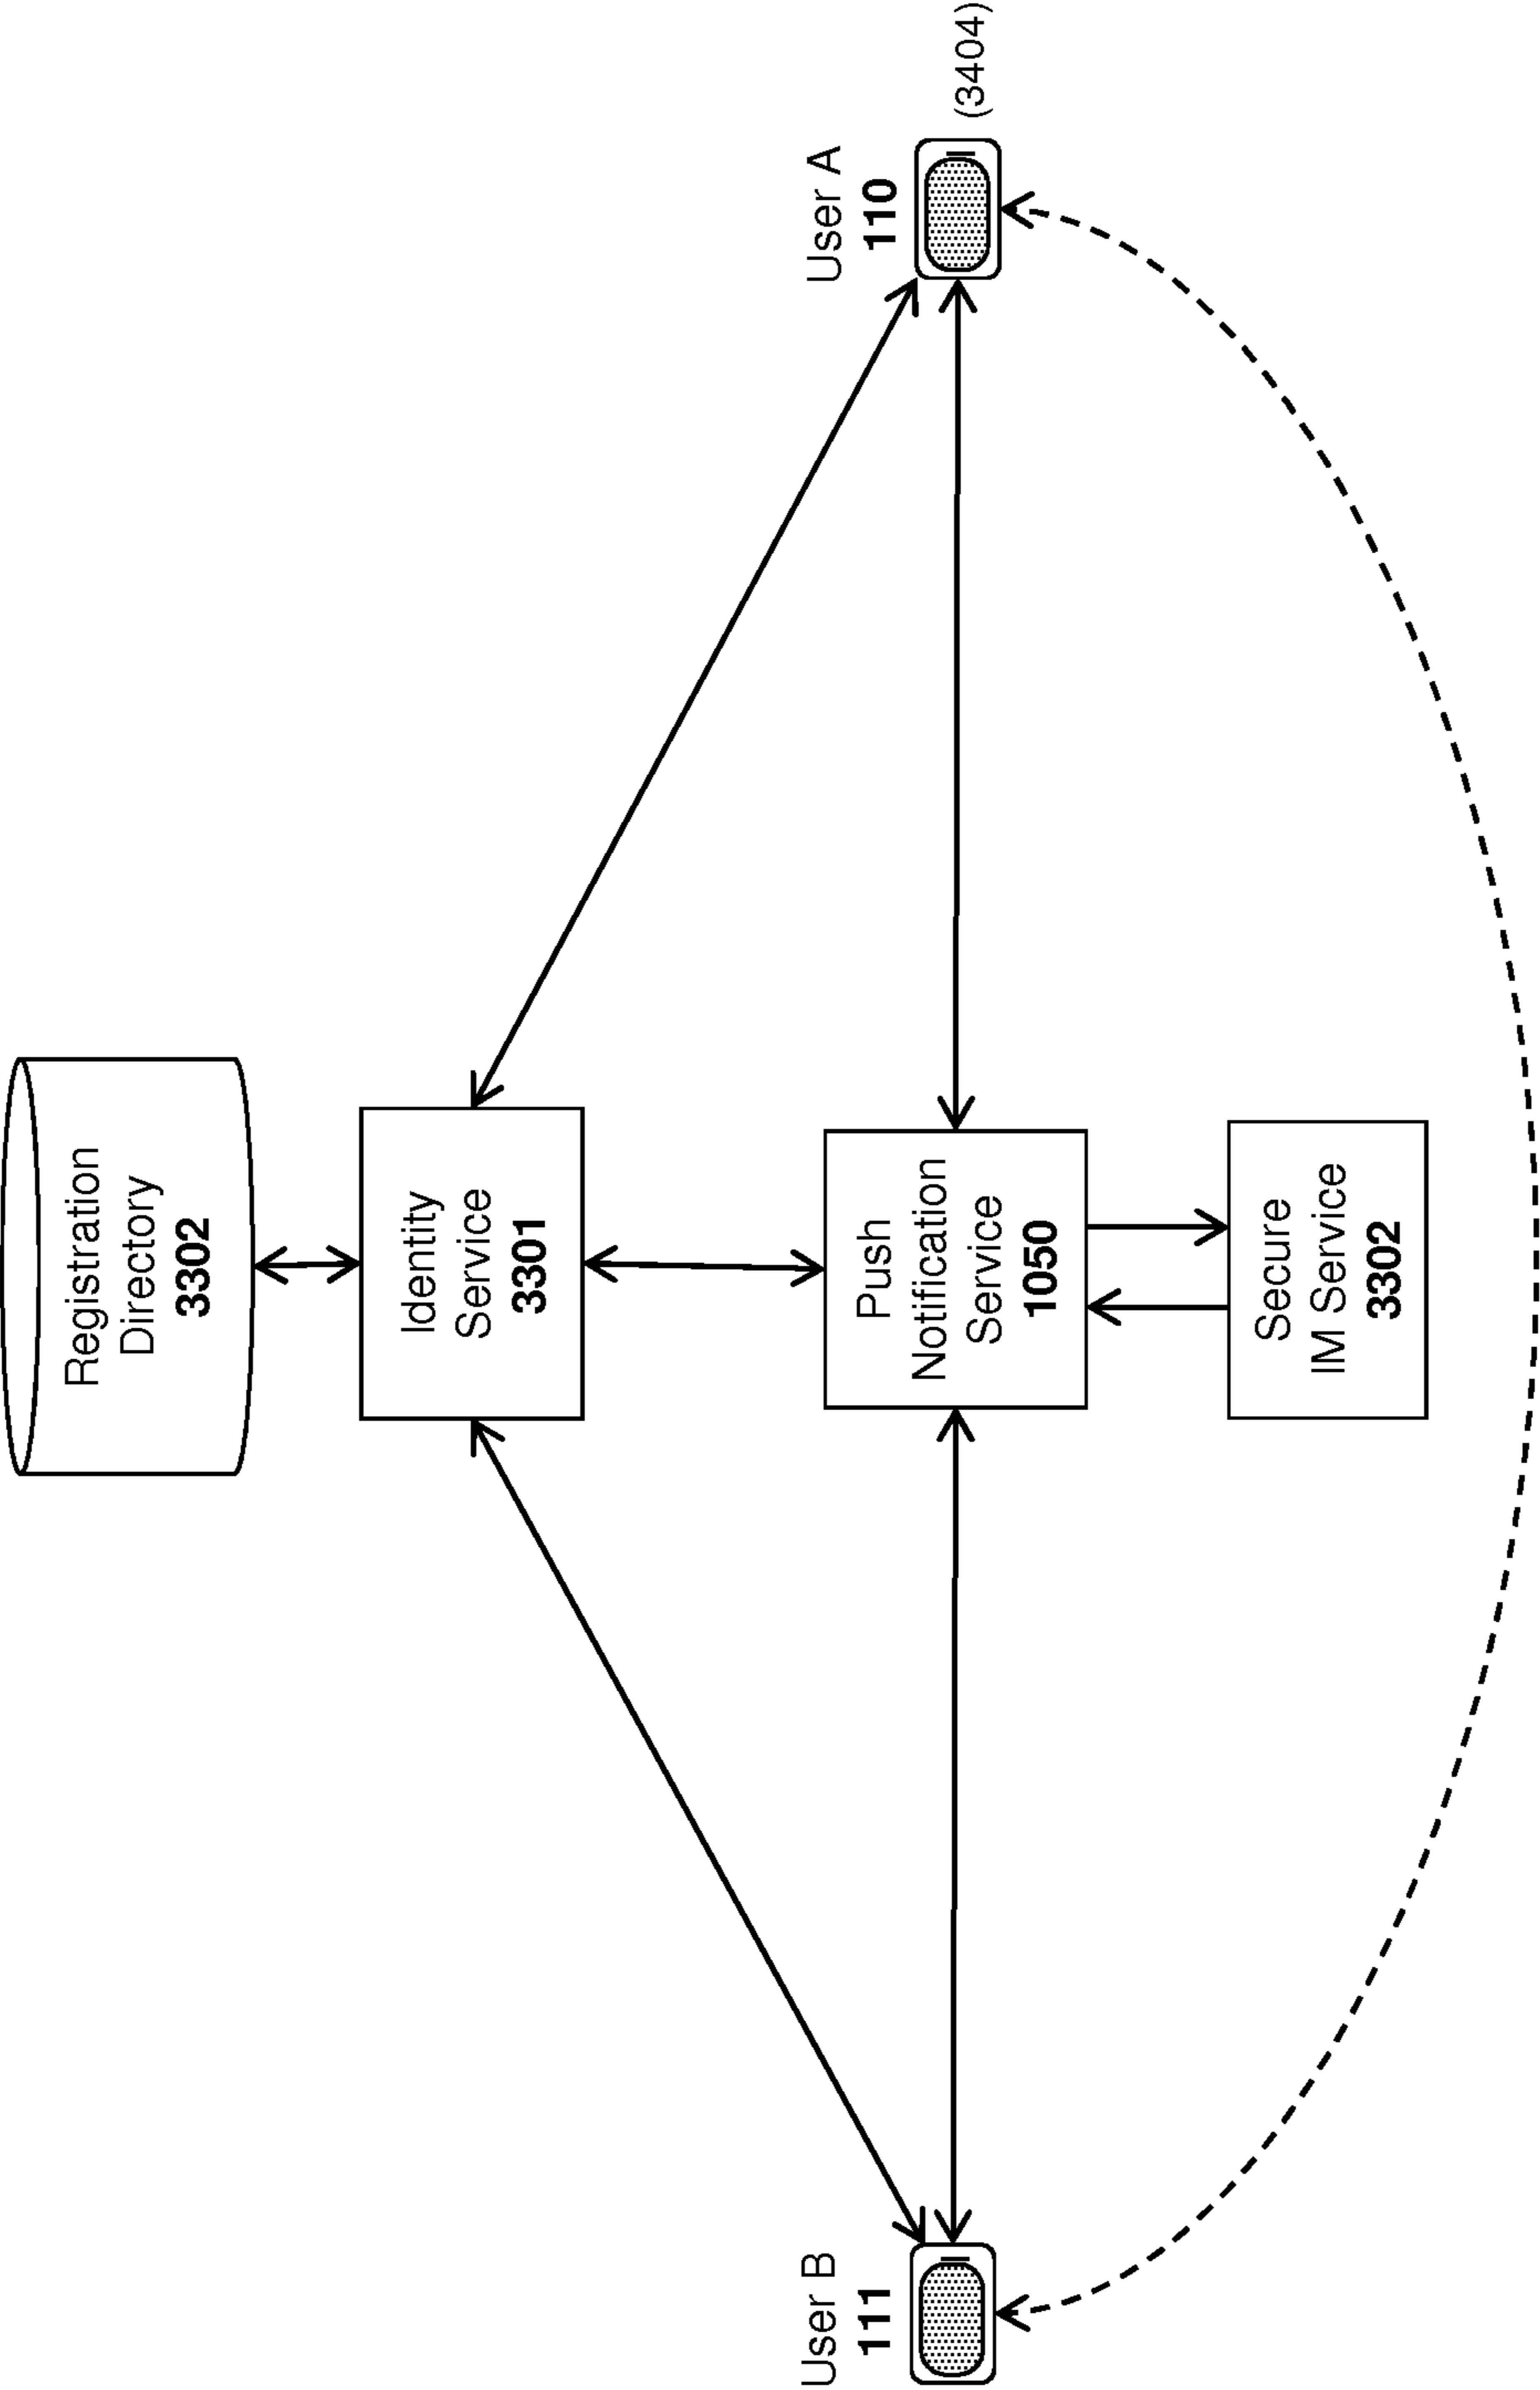 Registration
Directory
3302
Identity
Service
3301
User B
111
User A
110
(3404)
Push
Notification
Service
1050
Secure
IM Service
3302